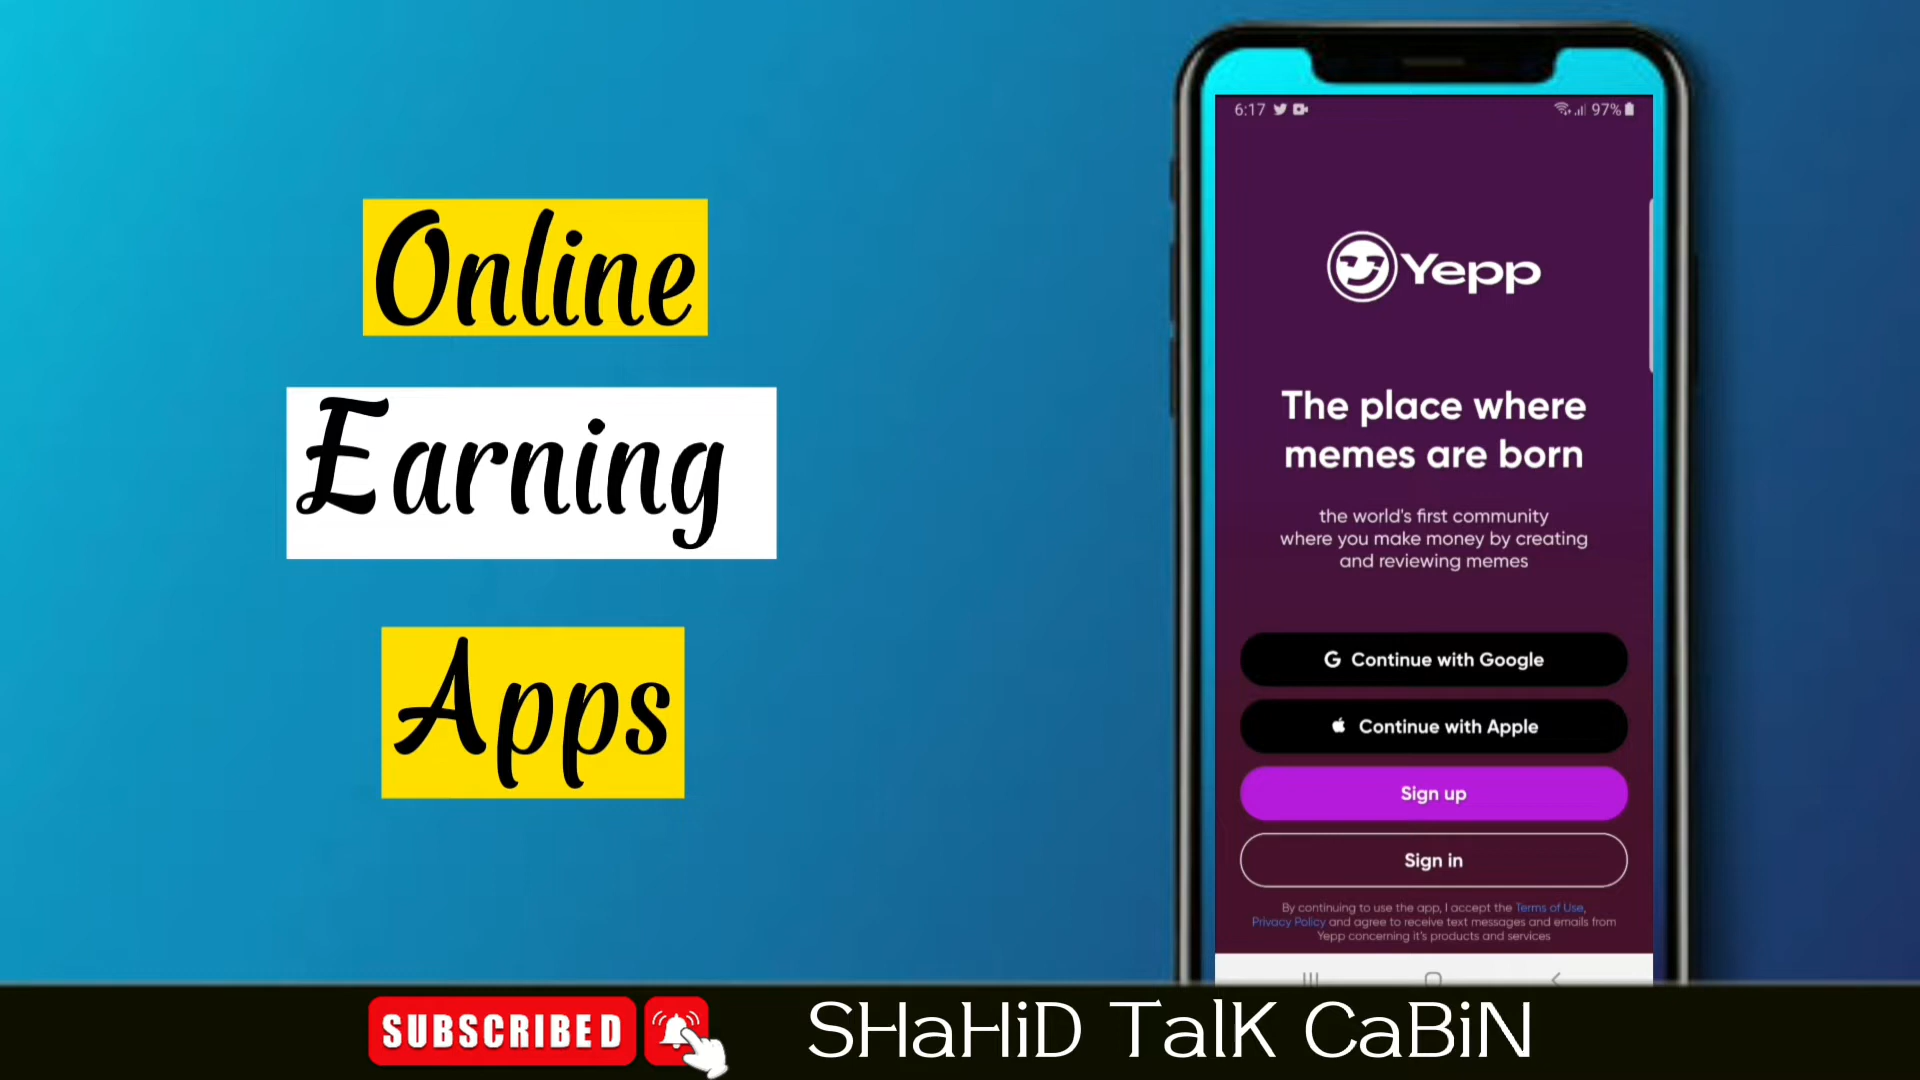 Online
Earning
Apps
6:17
97%
Yepp
The place where
memes are born
the world's first community
where you make money by creating
and reviewing memes
G Continue with Google
Continue with Apple
Sign up
Sign in
By continuing to use the app, I accept the Terms of Use,
Privacy Policy and agree to receive text messages and emails from
Yepp concerning it's products and services
SUBSCRIBED
SHaHiD TalK CaBiN